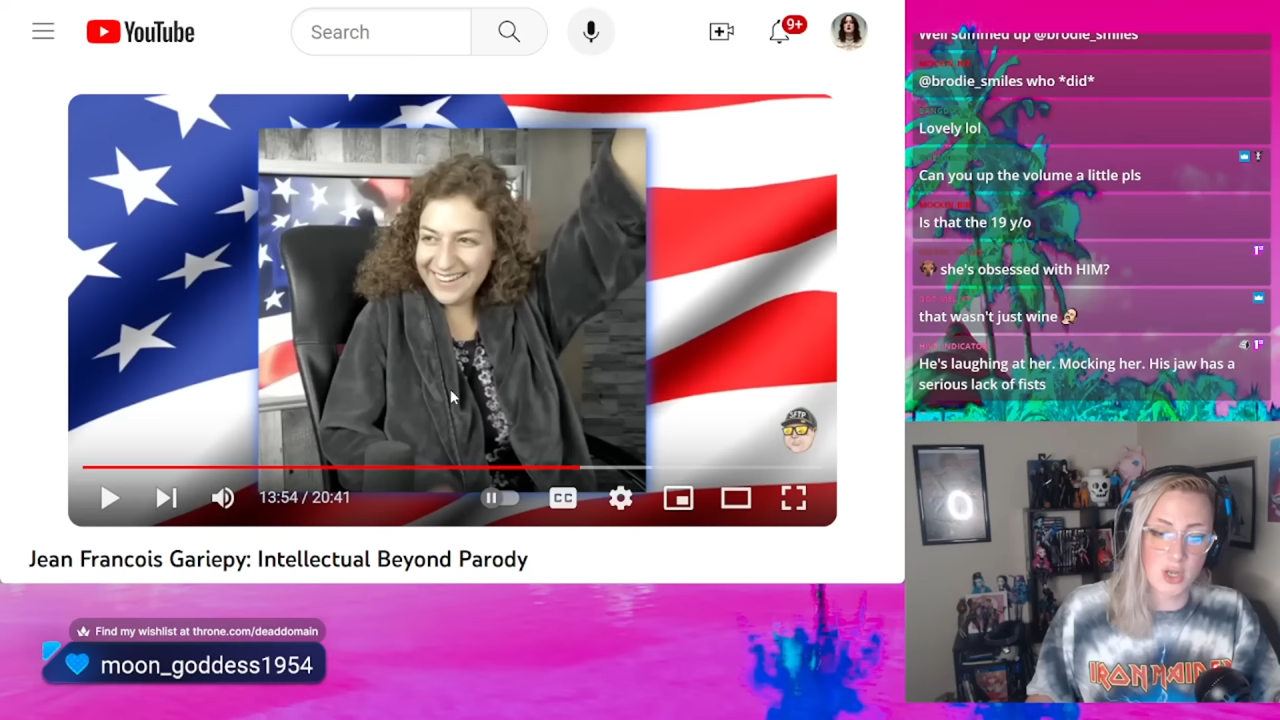 YouTube
Search
9+
SFTP
13:54 / 20:41
CC
Jean Francois Gariepy: Intellectual Beyond Parody
Find my wishlist at throne.com/deaddomain
moon_goddess1954
Well summed up @brodie_smiles
@brodie_smiles who *did*
Lovely lol
Can you up the volume a little pls
Is that the 19 y/o
she's obsessed with HIM?
that wasn't just wine
He's laughing at her. Mocking her. His jaw has a
serious lack of fists
IRON MAIDEN